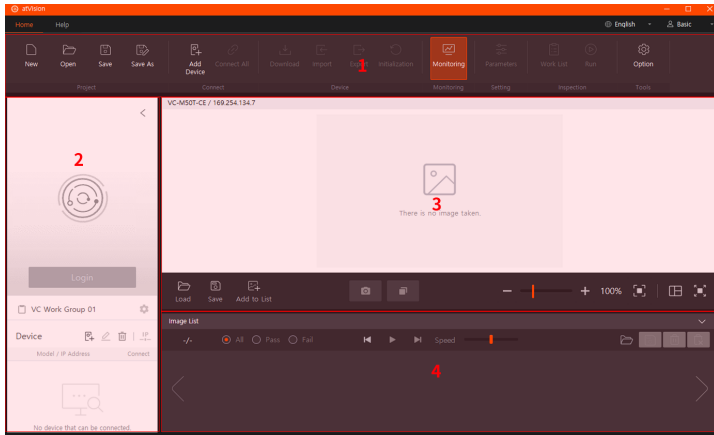 atVision
Home Help English Basic
New Open Save Save As Add Device Connect All Download Import Export Initialization Monitoring Parameters Work List Run Option
1
Project Connect Device Monitoring Setting Inspection Tools
VC-M50T-CE / 169.254.134.7
2
3
There is no image taken.
Login
Load Save Add to List 100%
VC Work Group 01
Image List
Device IP
-/- All Pass Fail Speed
Model / IP Address Connect
4
No device that can be connected.